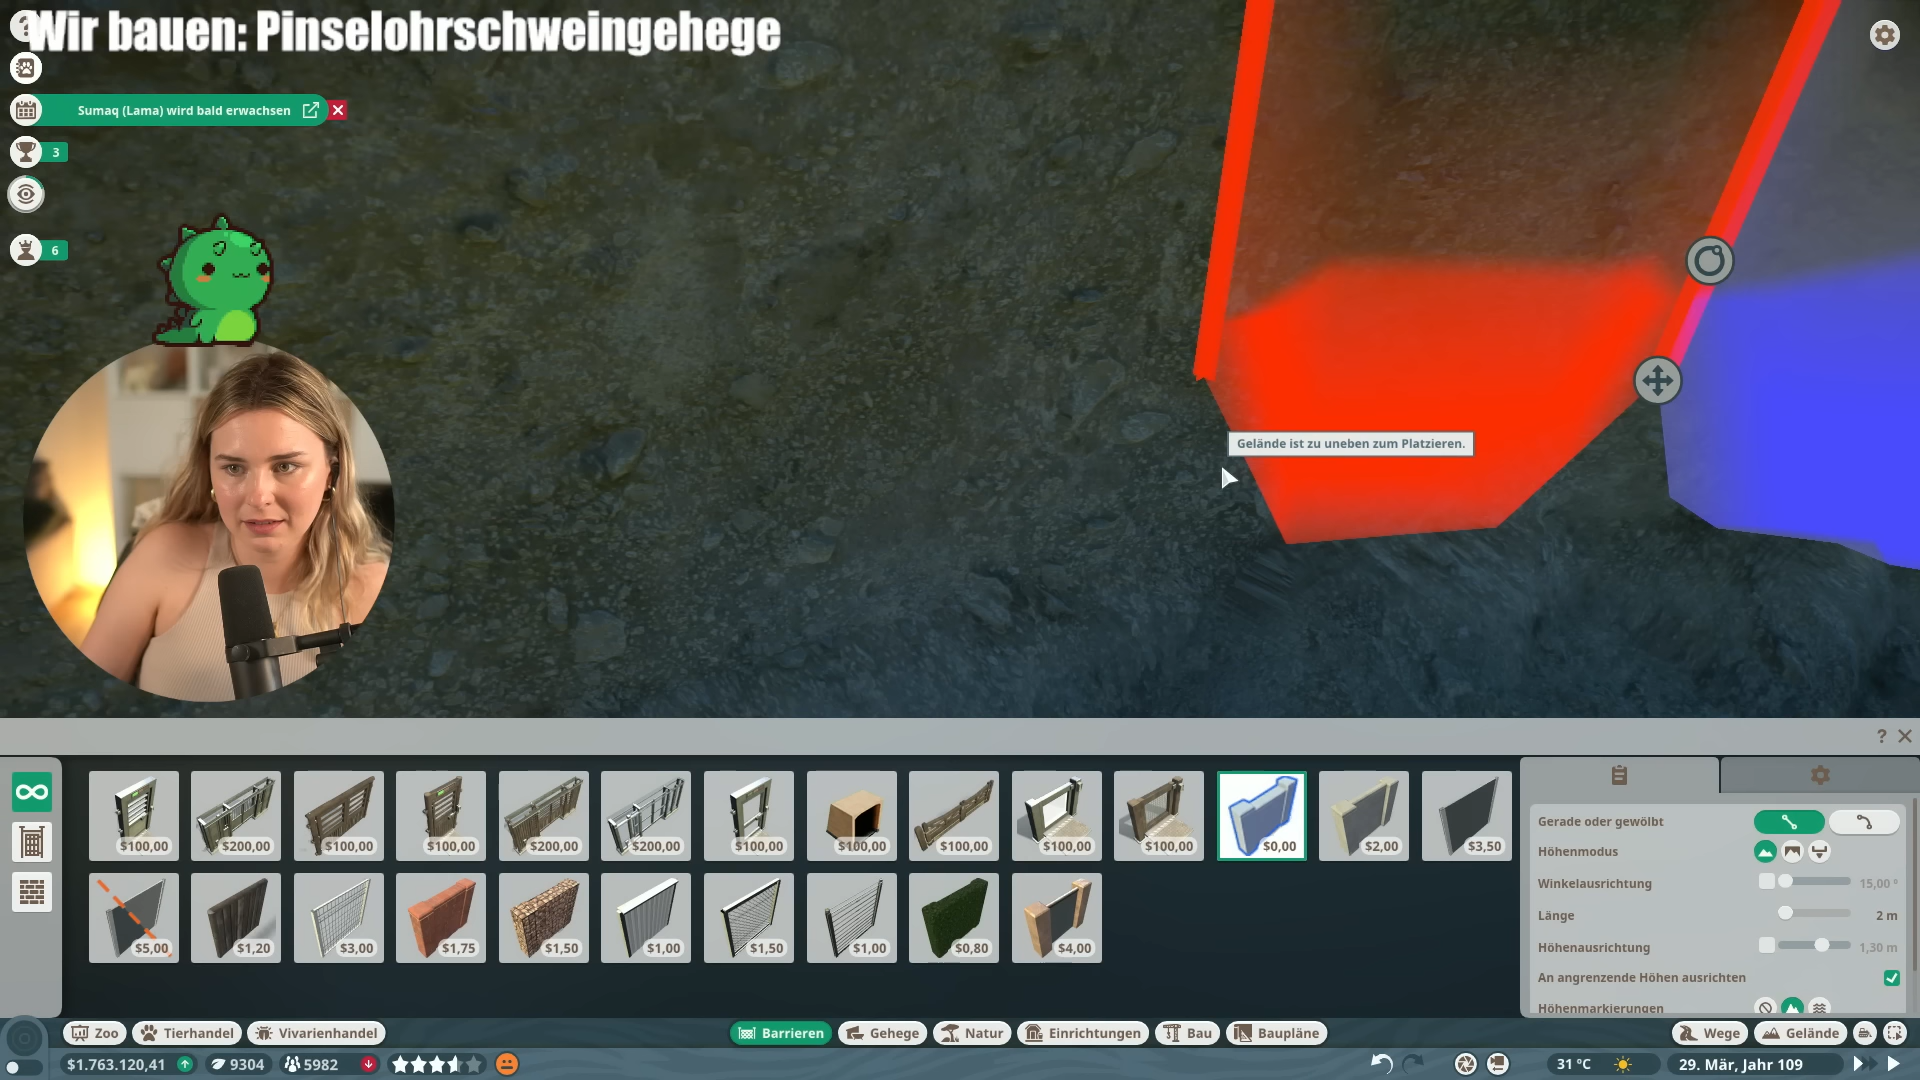 Wir bauen: Pinselohrschweingehege
?
Sumaq (Lama) wird bald erwachsen
3
6
Gelände ist zu uneben zum Platzieren.
?
$100,00
$200,00
$100,00
$100,00
$200,00
$200,00
$100,00
$100,00
$100,00
$100,00
$100,00
$0,00
$2,00
$3,50
$5,00
$1,20
$3,00
$1,75
$1,50
$1,00
$1,50
$1,00
$0,80
$4,00
Gerade oder gewölbt
Höhenmodus
Winkelausrichtung
15,00 °
Länge
2 m
Höhenausrichtung
1,30 m
An angrenzende Höhen ausrichten
Höhenmarkierungen
Zoo
Tierhandel
Vivarienhandel
Barrieren
Gehege
Natur
Einrichtungen
Bau
Baupläne
Wege
Gelände
$1.763.120,41
9304
5982
31 °C
29. Mär, Jahr 109